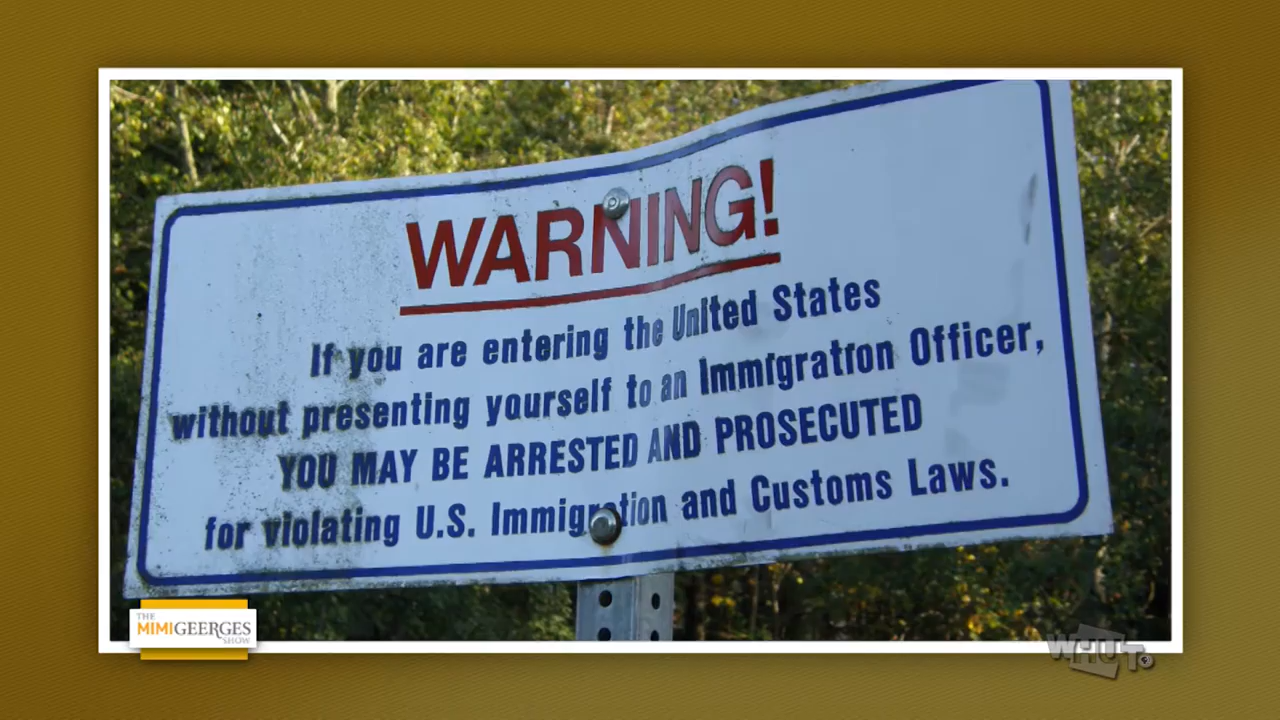 WARNING!
If you are entering the United States
without presenting yourself to an Immigration Officer,
YOU MAY BE ARRESTED AND PROSECUTED
for violating U.S. Immigration and Customs Laws.
THE
MIMIGEERGES
SHOW
WHUT